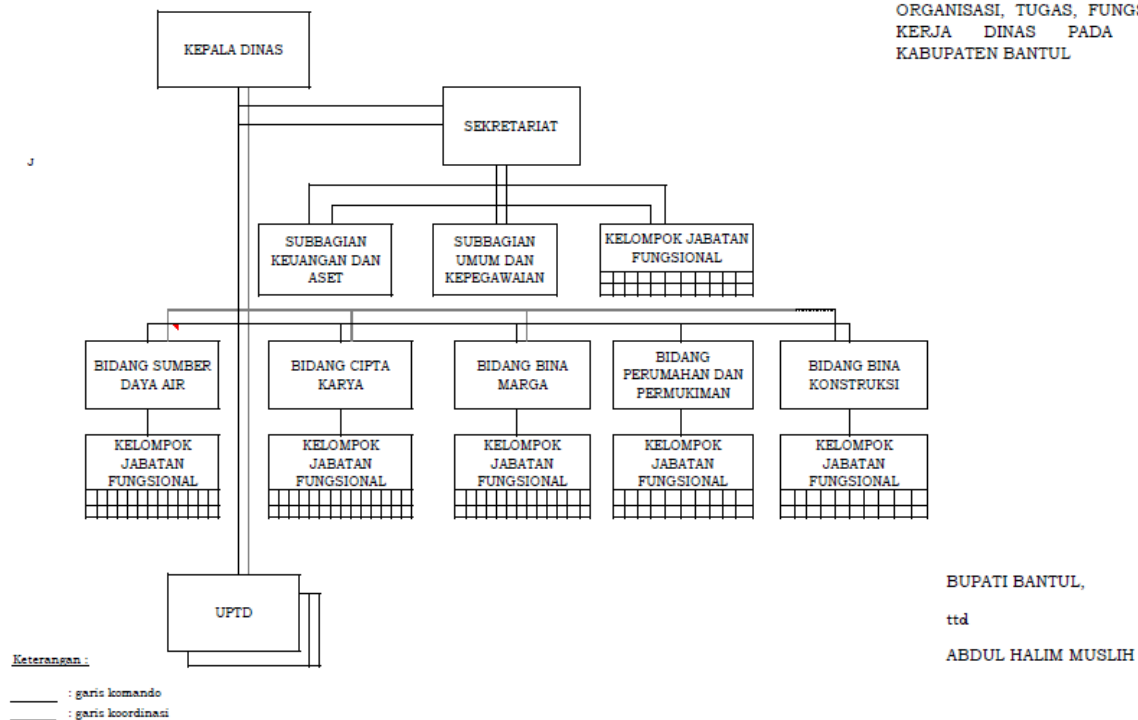 ORGANISASI, TUGAS,
KERJA DINAS PADA
KABUPATEN BANTUL
KEPALA DINAS
SEKRETARIAT
J
SUBBAGIAN
KEUANGAN DAN
ASET
SUBBAGIAN
UMUM DAN
KEPEGAWAIAN
KELOMPOK JABATAN
FUNGSIONAL
BIDANG SUMBER
DAYA AIR
BIDANG CIPTA
KARYA
BIDANG BINA
MARGA
BIDANG
PERUMAHAN DAN
PERMUKIMAN
BIDANG BINA
KONSTRUKSI
KELOMPOK
JABATAN
FUNGSIONAL
KELOMPOK
JABATAN
FUNGSIONAL
KELOMPOK
JABATAN
FUNGSIONAL
KELOMPOK
JABATAN
FUNGSIONAL
KELOMPOK
JABATAN
FUNGSIONAL
UPTD
BUPATI BANTUL,
ttd
ABDUL HALIM MUSLIH
Keterangan :
: garis komando
: garis koordinasi